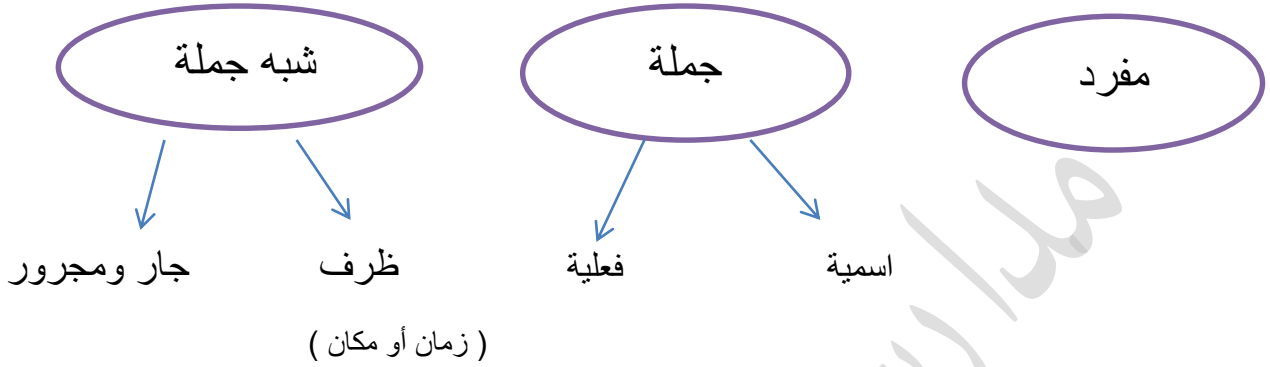 مفرد
جملة
شبه جملة
اسمية
فعلية
ظرف
جار ومجرور
( زمان أو مكان )